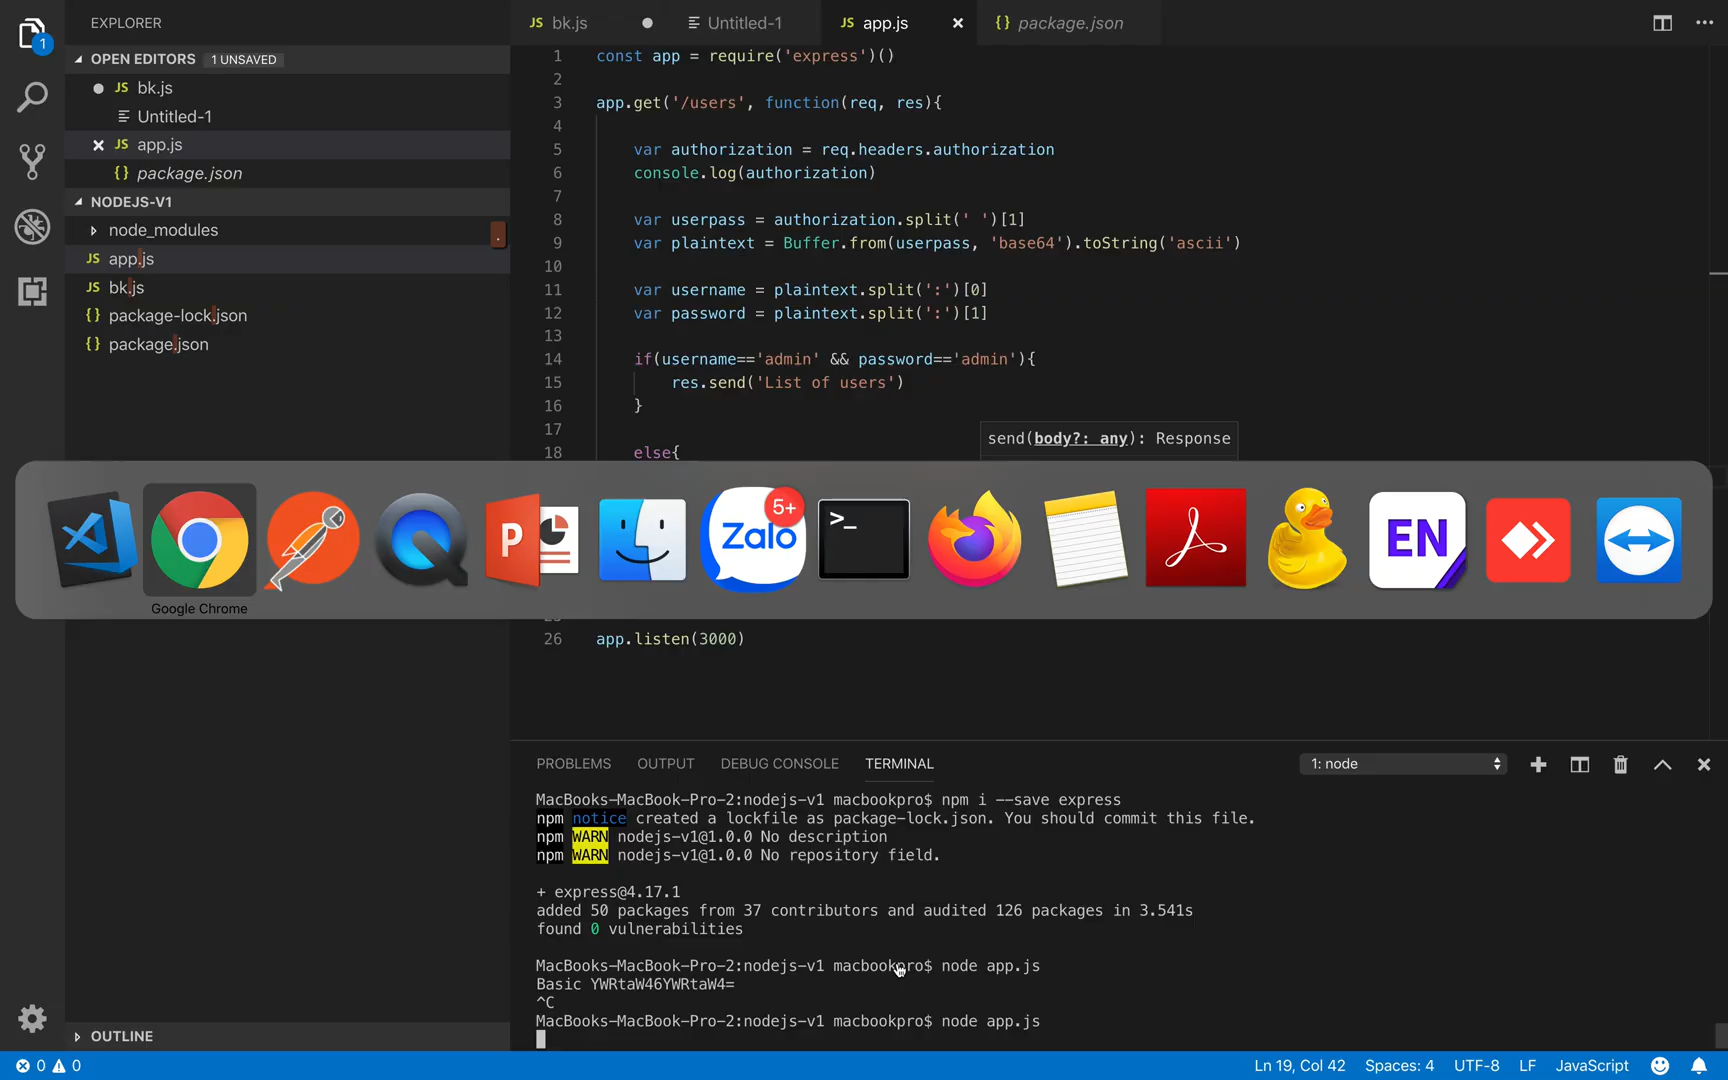 EXPLORER
OPEN EDITORS 1 UNSAVED
JS bk.js
Untitled-1
JS app.js
{} package.json
NODEJS-V1
node_modules
JS app.js
JS bk.js
{} package-lock.json
{} package.json
OUTLINE
1
JS bk.js
Untitled-1
JS app.js
{} package.json
1 const app = require('express')()
2
3 app.get('/users', function(req, res){
4
5 var authorization = req.headers.authorization
6 console.log(authorization)
7
8 var userpass = authorization.split(' ')[1]
9 var plaintext = Buffer.from(userpass, 'base64').toString('ascii')
10
11 var username = plaintext.split(':')[0]
12 var password = plaintext.split(':')[1]
13
14 if(username=='admin' && password=='admin'){
15 res.send('List of users')
16 }
17
send(body?: any): Response
18 else{
Google Chrome
P
5+
Zalo
>_
EN
26 app.listen(3000)
PROBLEMS OUTPUT DEBUG CONSOLE TERMINAL 1: node
MacBooks-MacBook-Pro-2:nodejs-v1 macbookpro$ npm i --save express
npm notice created a lockfile as package-lock.json. You should commit this file.
npm WARN nodejs-v1@1.0.0 No description
npm WARN nodejs-v1@1.0.0 No repository field.
+ express@4.17.1
added 50 packages from 37 contributors and audited 126 packages in 3.541s
found 0 vulnerabilities
MacBooks-MacBook-Pro-2:nodejs-v1 macbookpro$ node app.js
Basic YWRtaW46YWRtaW4=
^C
MacBooks-MacBook-Pro-2:nodejs-v1 macbookpro$ node app.js
0 0
Ln 19, Col 42 Spaces: 4 UTF-8 LF JavaScript